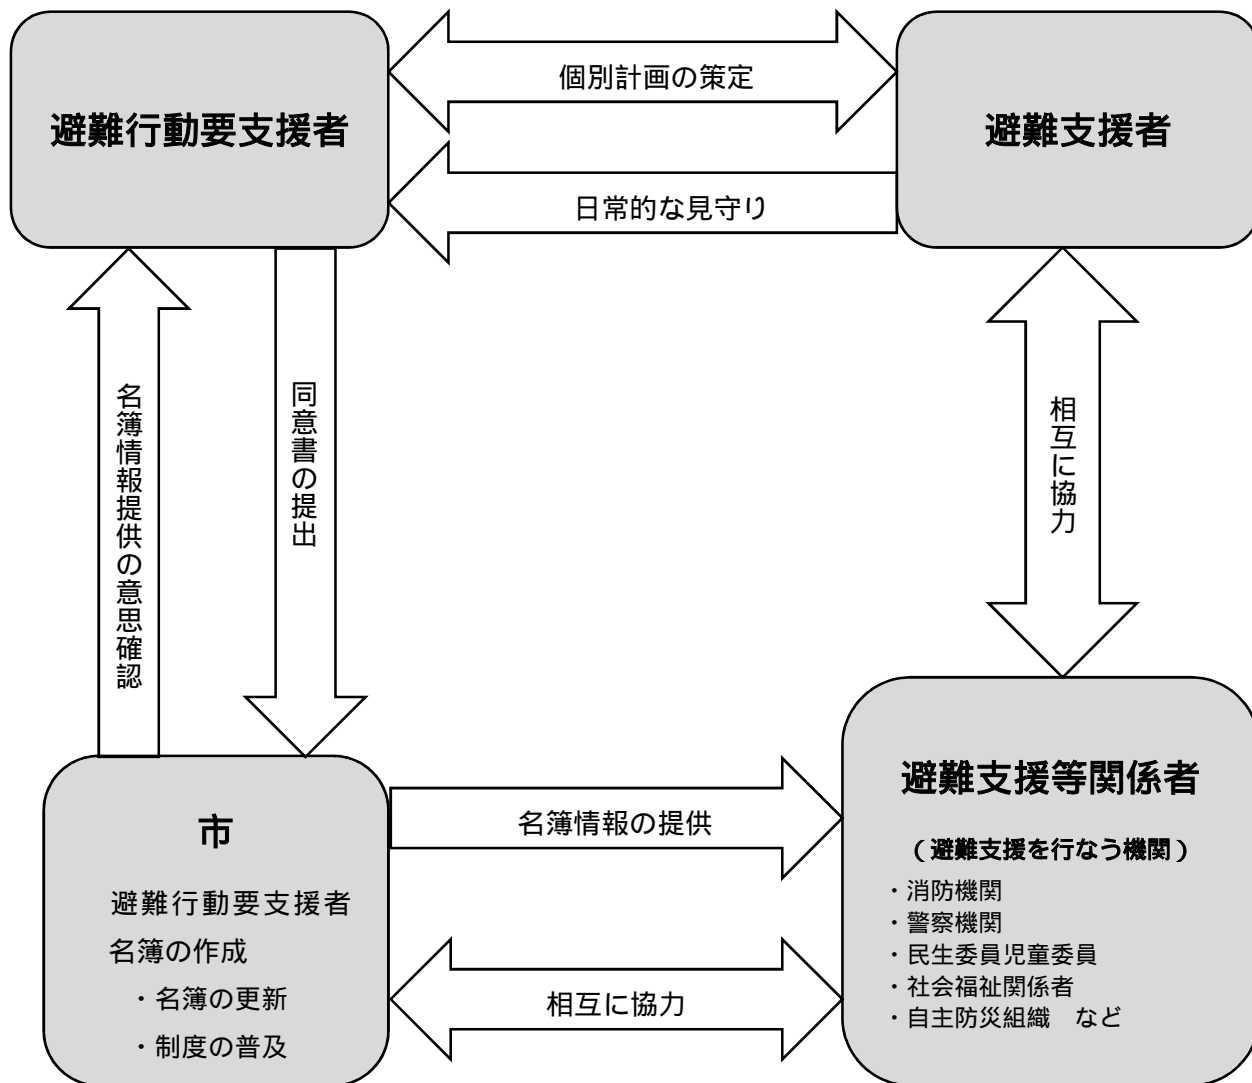 個別計画の策定
避難行動要支援者
避難支援者
日常的な見守り
名簿情報提供の意思確認
同意書の提出
相互に協力
市
避難行動要支援者
名簿の作成
・名簿の更新
・制度の普及
名簿情報の提供
相互に協力
避難支援等関係者
（避難支援を行なう機関）
・消防機関
・警察機関
・民生委員児童委員
・社会福祉関係者
・自主防災組織　など